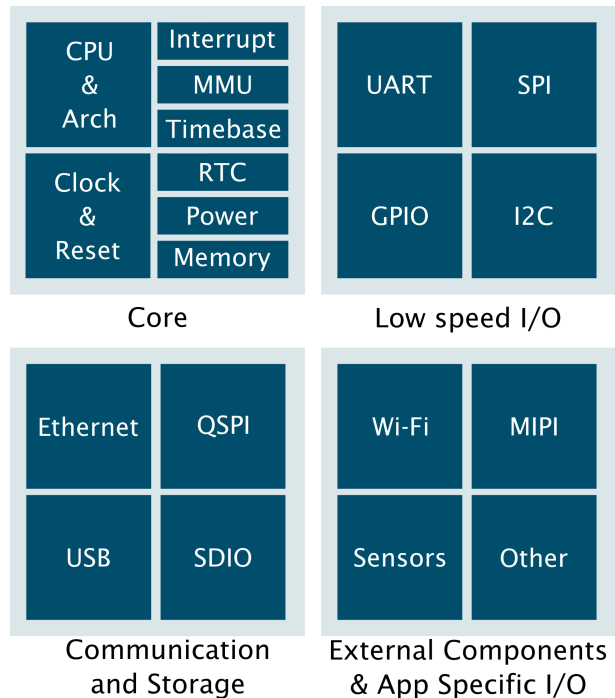 CPU
&
Arch
Interrupt
MMU
Timebase
Clock
&
Reset
RTC
Power
Memory
Core
UART
SPI
GPIO
I2C
Low speed I/O
Ethernet
QSPI
USB
SDIO
Communication
and Storage
Wi-Fi
MIPI
Sensors
Other
External Components
& App Specific I/O